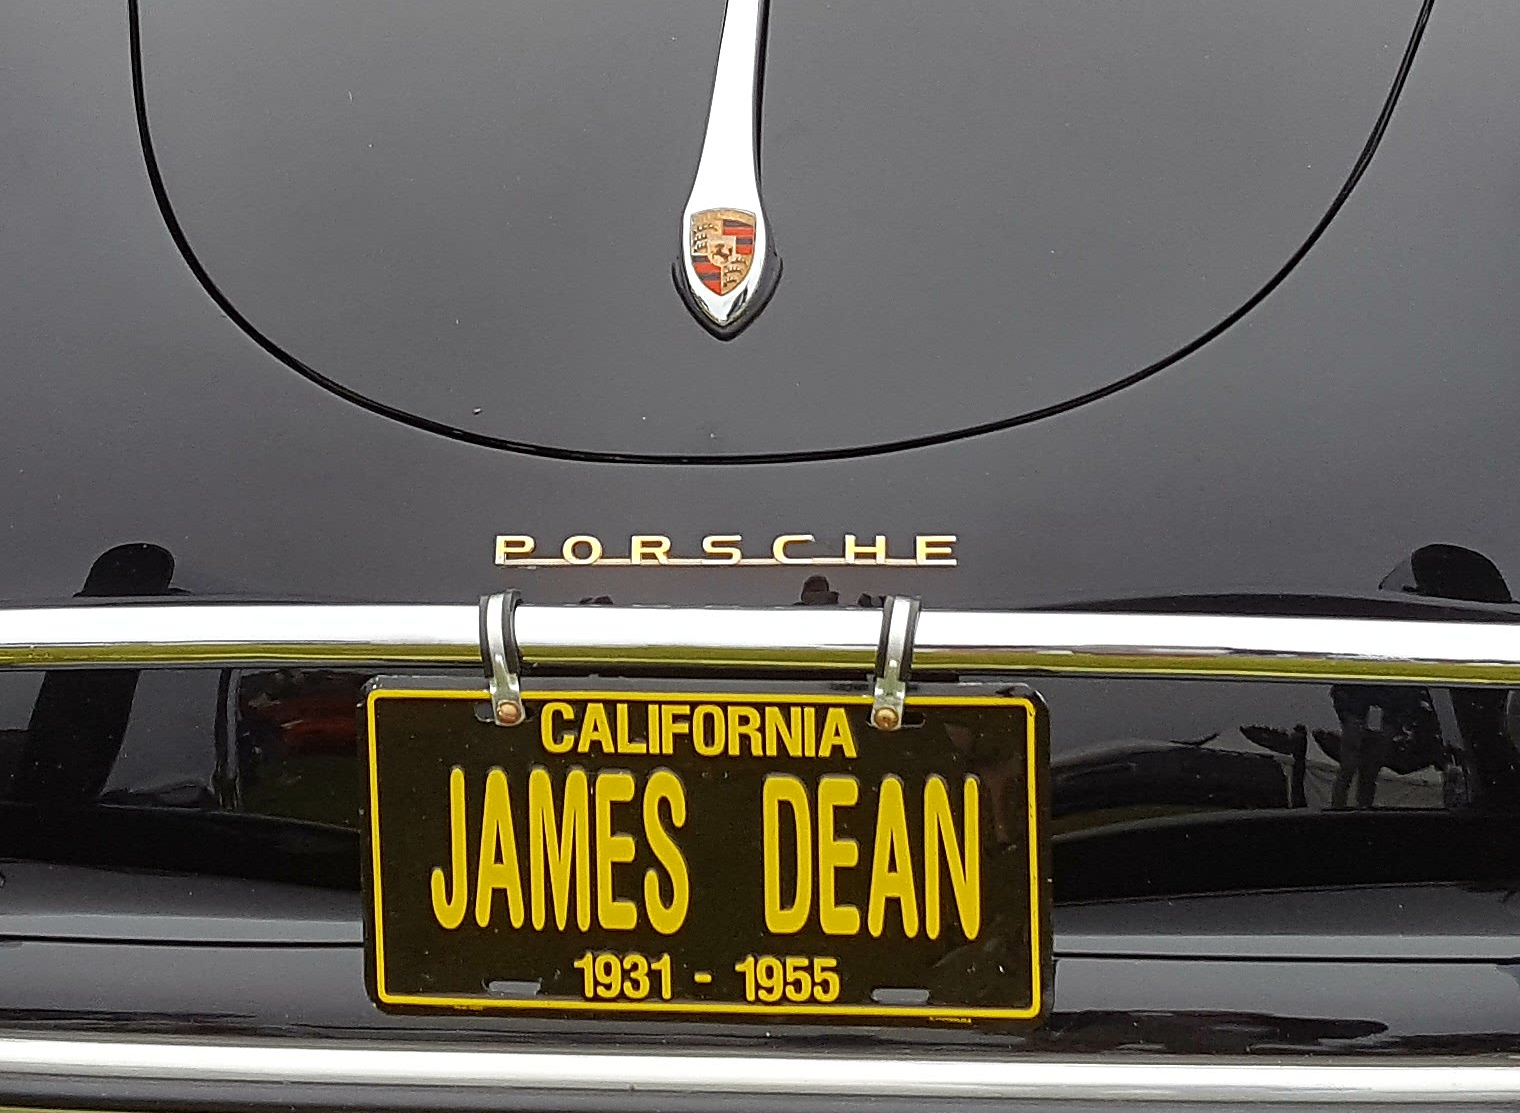 PORSCHE
CALIFORNIA
JAMES DEAN
1931 - 1955